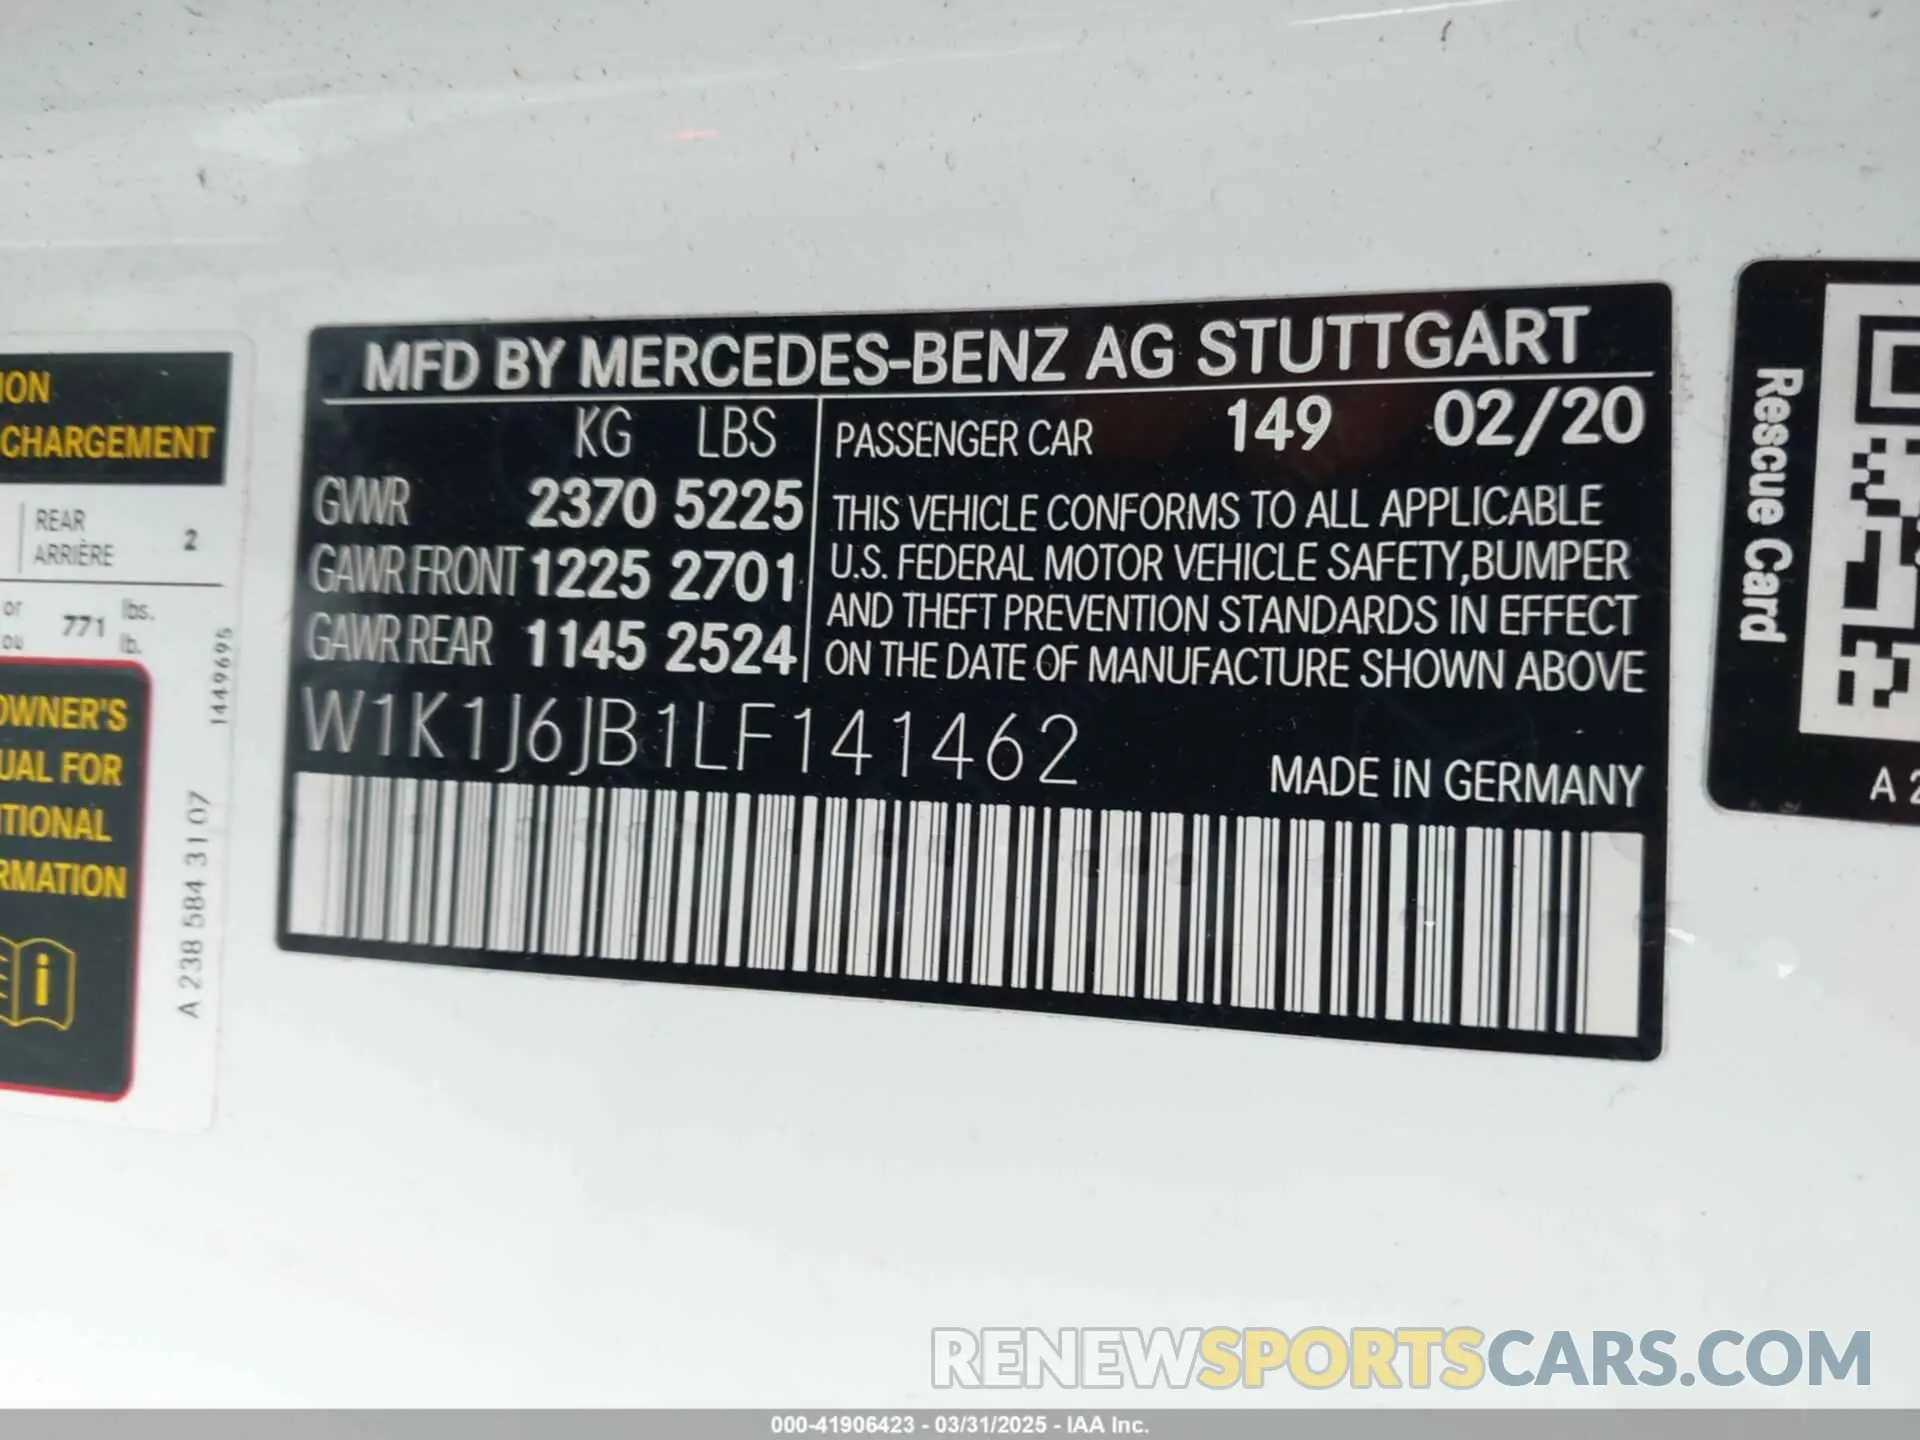 MFD BY MERCEDES-BENZ AG STUTTGART
KG LBS
GVWR 2370 5225
GAWR FRONT 1225 2701
GAWR REAR 1145 2524
PASSENGER CAR 149 02/20
THIS VEHICLE CONFORMS TO ALL APPLICABLE
U.S. FEDERAL MOTOR VEHICLE SAFETY,BUMPER
AND THEFT PREVENTION STANDARDS IN EFFECT
ON THE DATE OF MANUFACTURE SHOWN ABOVE
W1K1J6JB1LF141462
MADE iN GERMANY
ION
CHARGEMENT
REAR
ARRIÈRE
2
or
ou
771
lbs.
lb.
1449695
OWNER'S
UAL FOR
TIONAL
RMATION
A 238 584 31 07
Rescue Card
A 2
RENEWSPORTSCARS.COM
000-41906423 - 03/31/2025 - IAA Inc.